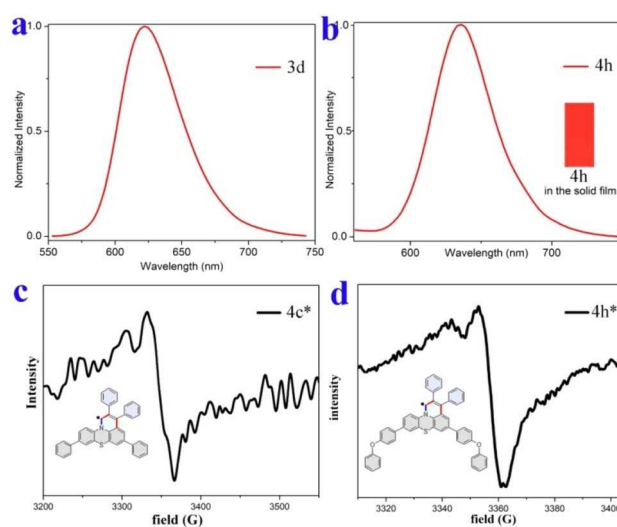 a
1.0
0.5
0.0
Normalized Intensity
3d
550 600 650 700 750
Wavelength (nm)
b
1.0
0.5
0.0
Normalized Intensity
4h
4h
in the solid film
600 700
Wavelength (nm)
c
Intensity
4c*
N
S
3200 3300 3400 3500
field (G)
d
intensity
4h*
N
S
O O
3320 3340 3360 3380 3400
field (G)